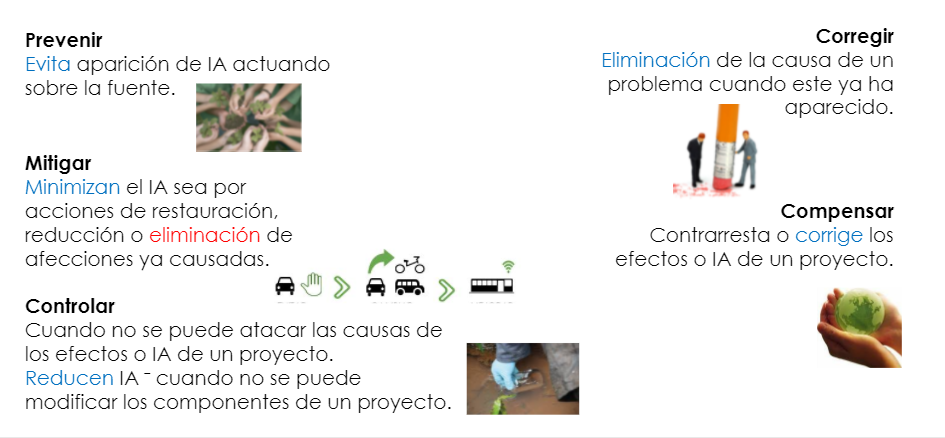 Prevenir
Evita aparición de IA actuando
sobre la fuente.
Mitigar
Minimizan el IA sea por
acciones de restauración,
reducción o eliminación de
afecciones ya causadas.
Controlar
Cuando no se puede atacar las causas de
los efectos o IA de un proyecto.
Reducen IA ⁻ cuando no se puede
modificar los componentes de un proyecto.
Corregir
Eliminación de la causa de un
problema cuando este ya ha
aparecido.
Compensar
Contrarresta o corrige los
efectos o IA de un proyecto.